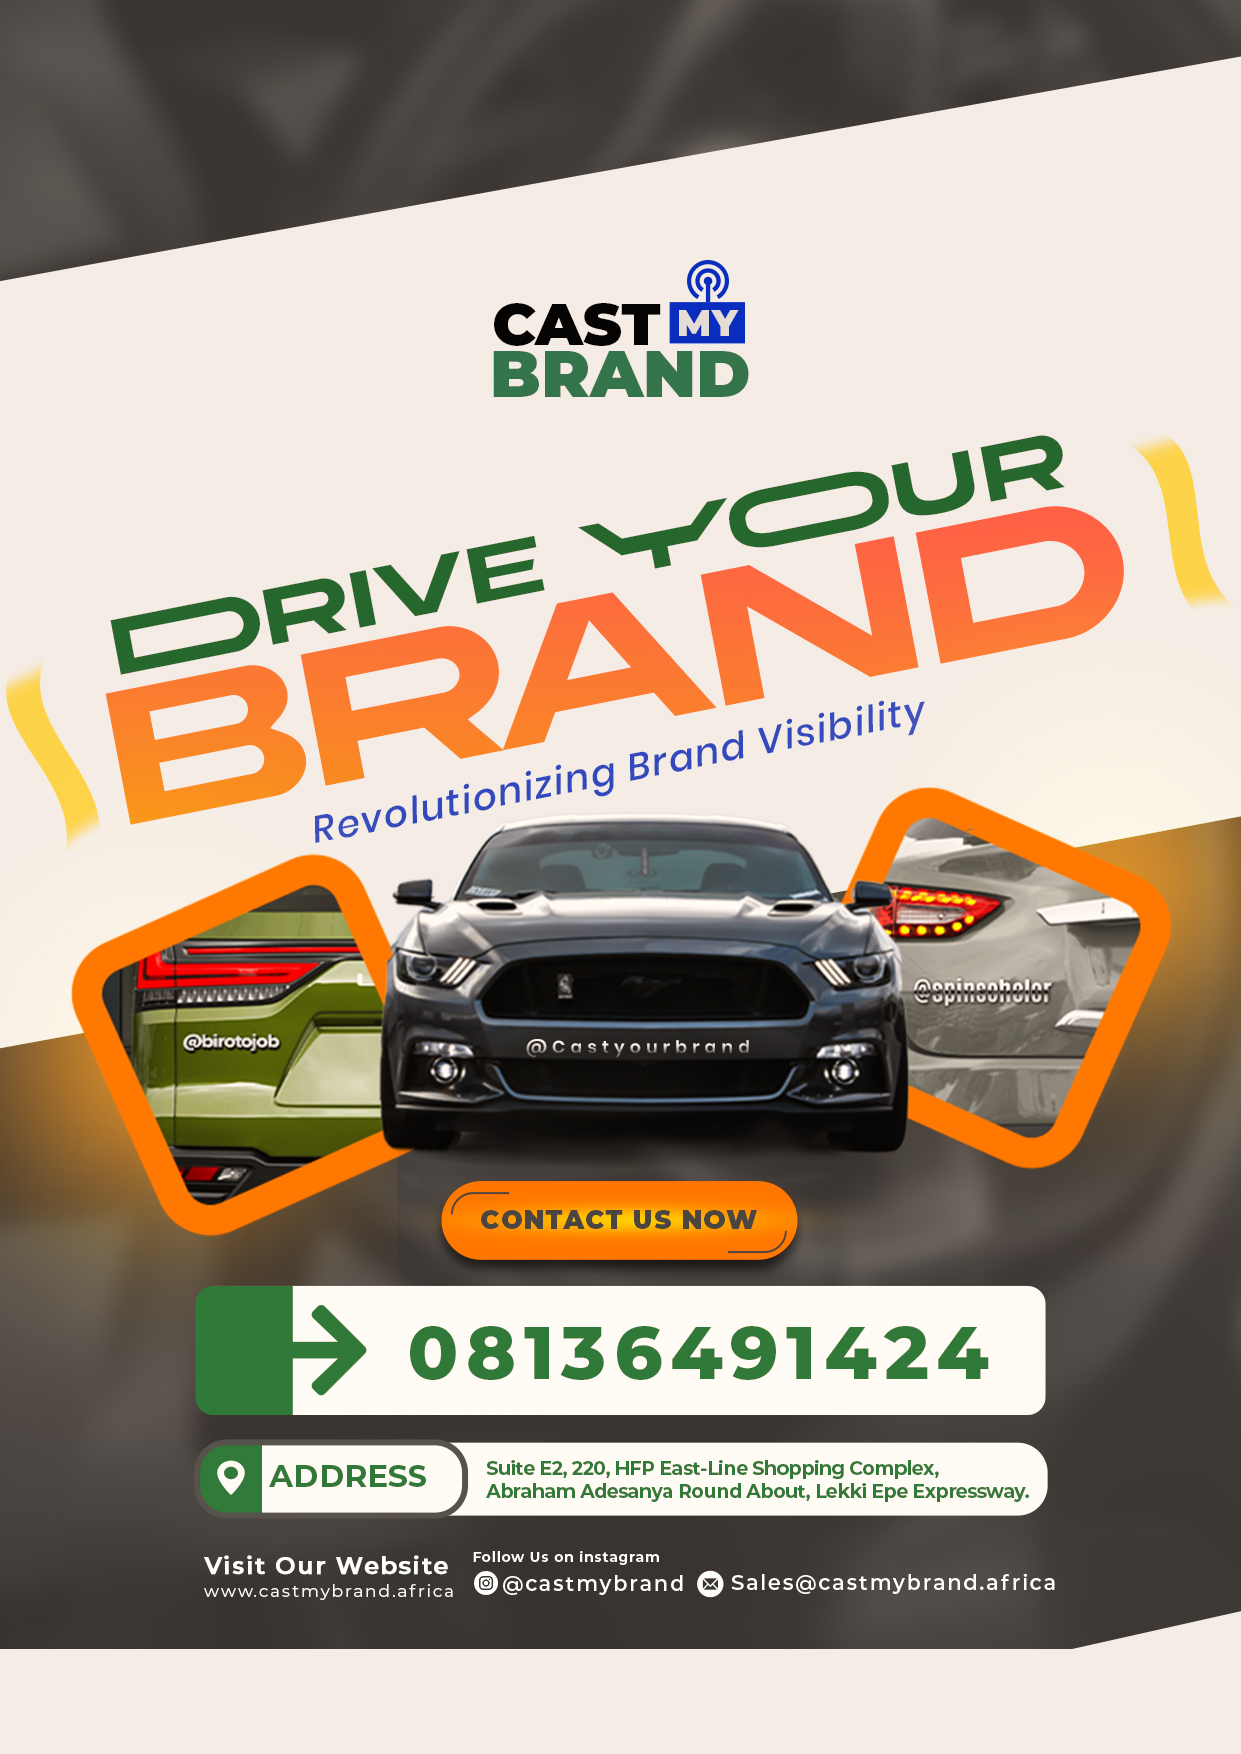 CAST MY
BRAND
DRIVE YOUR
BRAND
Revolutionizing Brand Visibility
@birotojob
@Castyourbrand
@spinsoholor
CONTACT US NOW
08136491424
ADDRESS
Suite E2, 220, HFP East-Line Shopping Complex,
Abraham Adesanya Round About, Lekki Epe Expressway.
Visit Our Website
www.castmybrand.africa
Follow Us on instagram
@castmybrand
Sales@castmybrand.africa